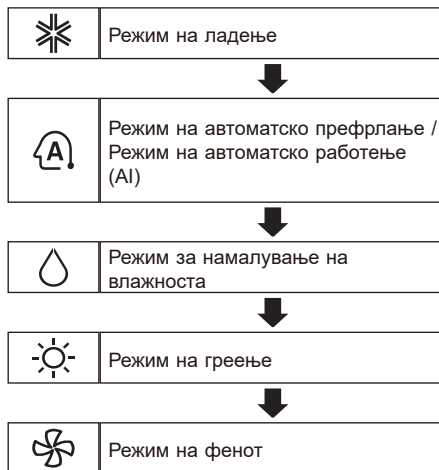 Режим на ладење
A
Режим на автоматско префрлање /
Режим на автоматско работење
(AI)
Режим за намалување на
влажноста
Режим на греење
Режим на фенот